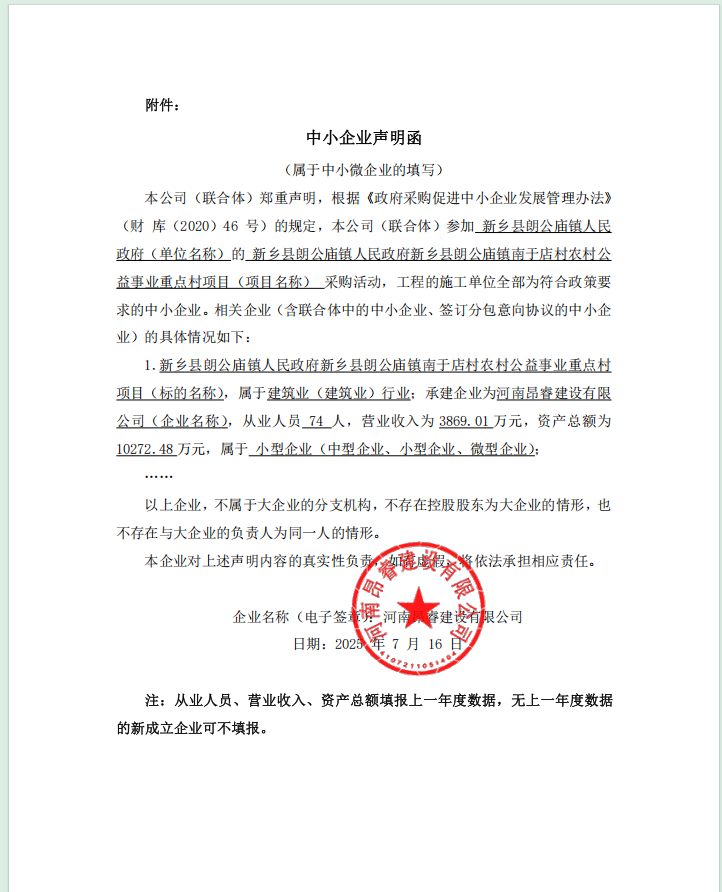 附件：
中小企业声明函
（属于中小微企业的填写）
本公司（联合体）郑重声明，根据《政府采购促进中小企业发展管理办法》
（财 库（2020）46 号）的规定，本公司（联合体）参加 新乡县朗公庙镇人民
政府（单位名称）的 新乡县朗公庙镇人民政府新乡县朗公庙镇南于店村农村公
益事业重点村项目（项目名称） 采购活动，工程的施工单位全部为符合政策要
求的中小企业。相关企业（含联合体中的中小企业、签订分包意向协议的中小企
业）的具体情况如下：
1.新乡县朗公庙镇人民政府新乡县朗公庙镇南于店村农村公益事业重点村
项目（标的名称），属于建筑业（建筑业）行业；承建企业为河南昂睿建设有限
公司（企业名称），从业人员 74 人，营业收入为 3869.01 万元，资产总额为
10272.48 万元，属于 小型企业（中型企业、小型企业、微型企业）；
……
以上企业，不属于大企业的分支机构，不存在控股股东为大企业的情形，也
不存在与大企业的负责人为同一人的情形。
本企业对上述声明内容的真实性负责。如有虚假，将依法承担相应责任。
企业名称（电子签章）：河南昂睿建设有限公司
日期：2025 年 7 月 16 日
河南昂睿建设有限公司
注：从业人员、营业收入、资产总额填报上一年度数据，无上一年度数据
的新成立企业可不填报。